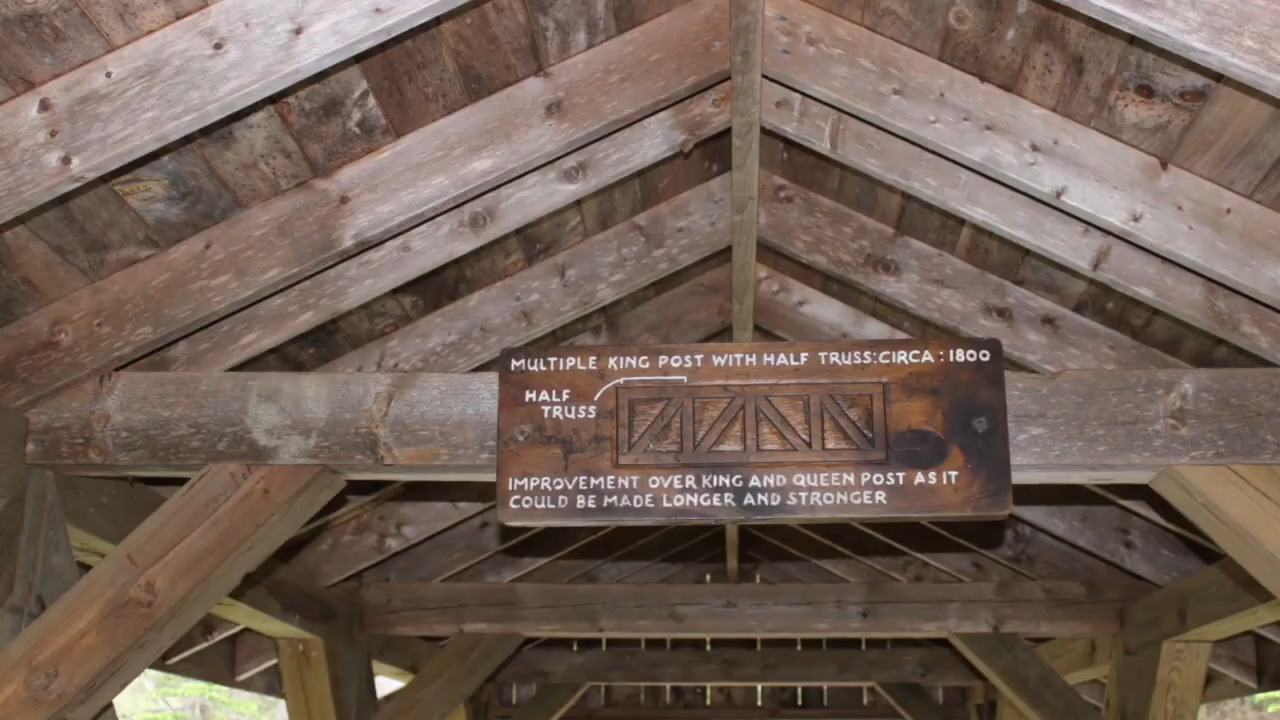 MULTIPLE KING POST WITH HALF TRUSS:CIRCA:1800
HALF
TRUSS
IMPROVEMENT OVER KING AND QUEEN POST AS IT
COULD BE MADE LONGER AND STRONGER